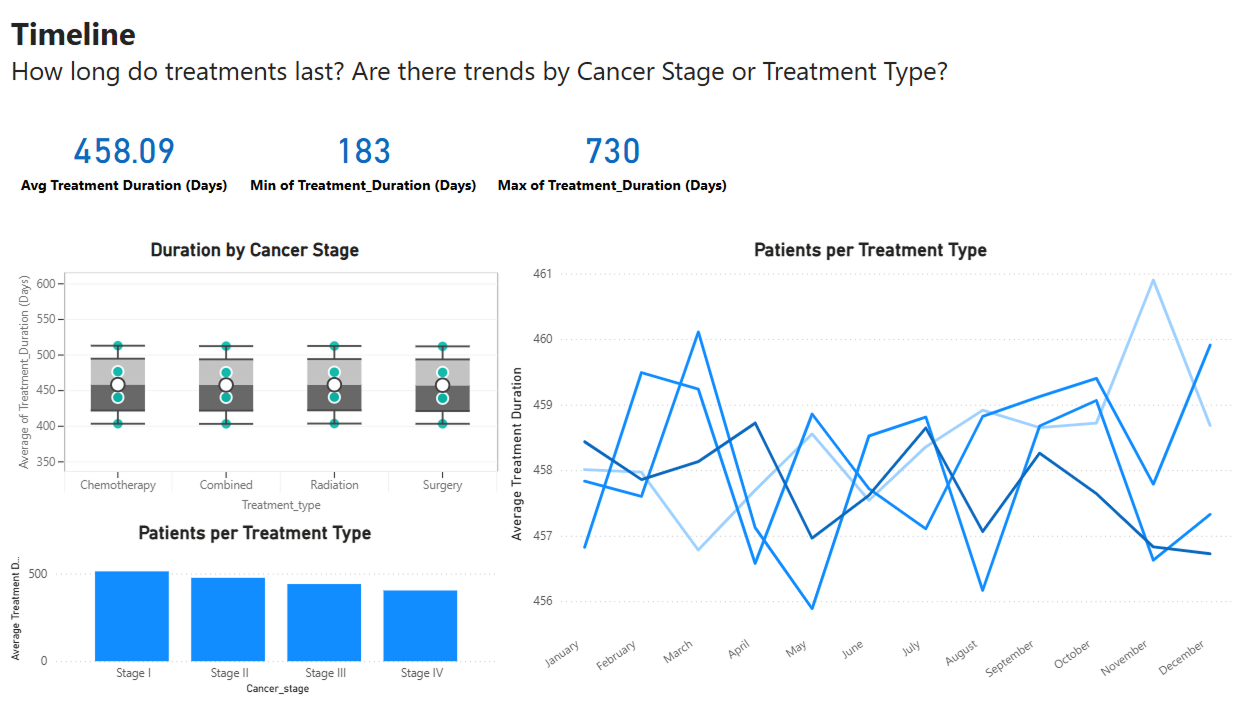 Timeline
How long do treatments last? Are there trends by Cancer Stage or Treatment Type?
458.09
Avg Treatment Duration (Days)
183
Min of Treatment_Duration (Days)
730
Max of Treatment_Duration (Days)
Duration by Cancer Stage
Average of Treatment_Duration (Days)
600
550
500
450
400
350
Chemotherapy
Combined
Radiation
Surgery
Treatment_type
Patients per Treatment Type
Average Treatment D...
500
0
Stage I
Stage II
Stage III
Stage IV
Cancer_stage
Patients per Treatment Type
Average Treatment Duration
461
460
459
458
457
456
January
February
March
April
May
June
July
August
September
October
November
December